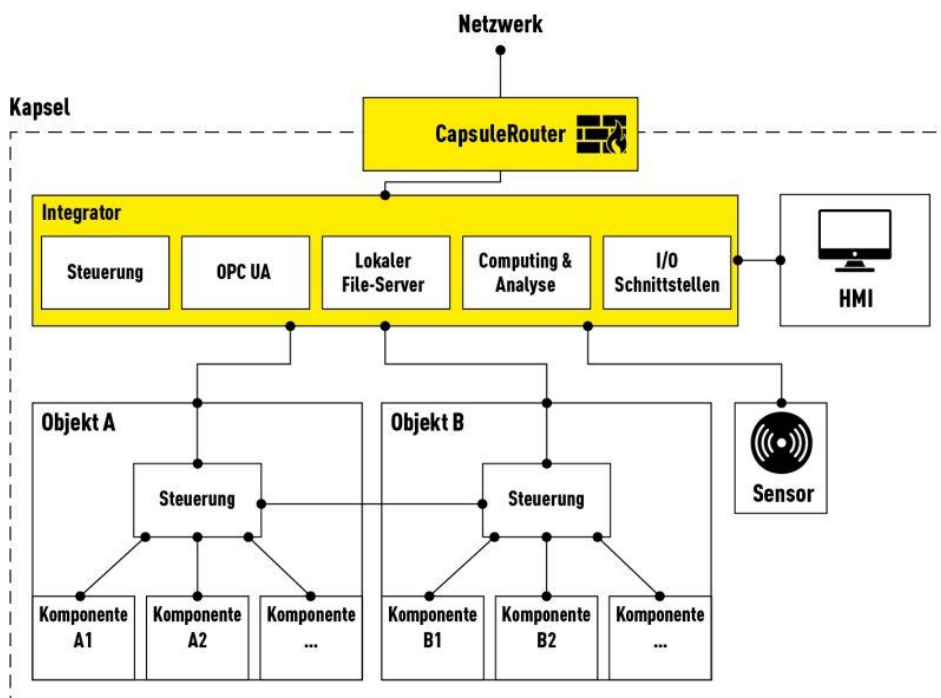 Netzwerk
Kapsel
CapsuleRouter
Integrator
Steuerung
OPC UA
Lokaler
File-Server
Computing &
Analyse
I/O
Schnittstellen
HMI
Objekt A
Steuerung
Komponente
A1
Komponente
A2
Komponente
...
Objekt B
Steuerung
Komponente
B1
Komponente
B2
Komponente
...
Sensor